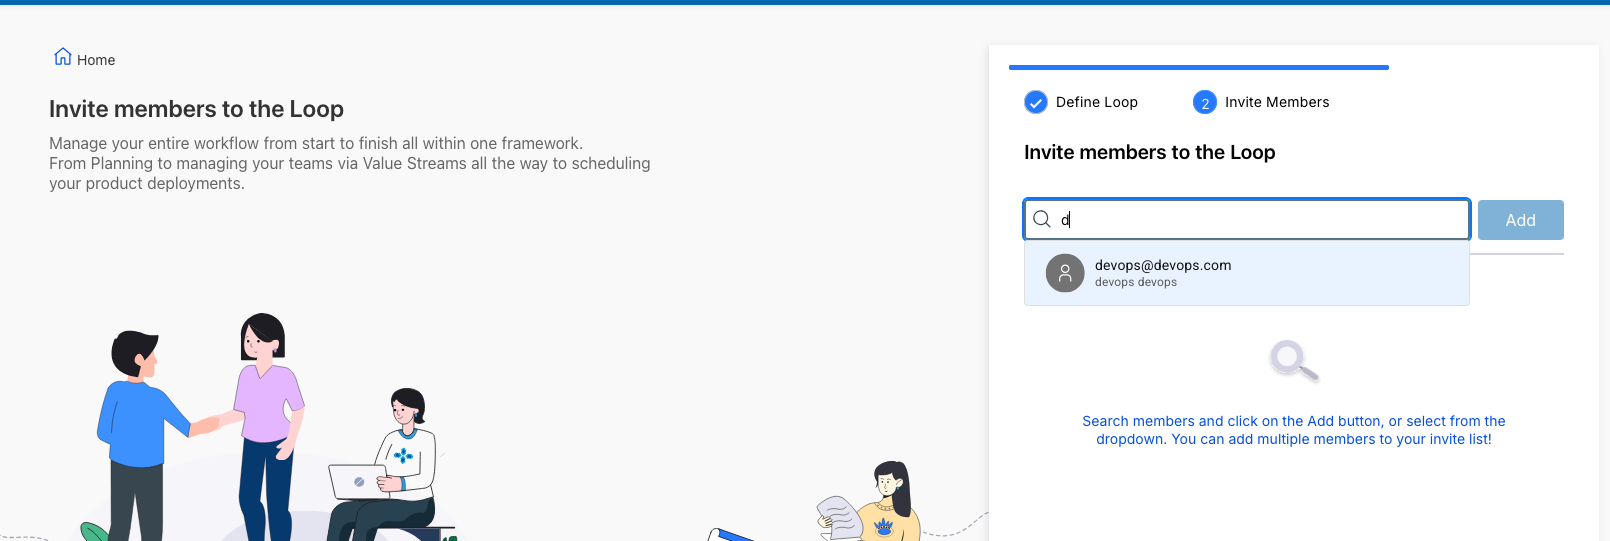 Home
Invite members to the Loop
Manage your entire workflow from start to finish all within one framework.
From Planning to managing your teams via Value Streams all the way to scheduling
your product deployments.
Define Loop
2 Invite Members
Invite members to the Loop
d
Add
devops@devops.com
devops devops
Search members and click on the Add button, or select from the
dropdown. You can add multiple members to your invite list!